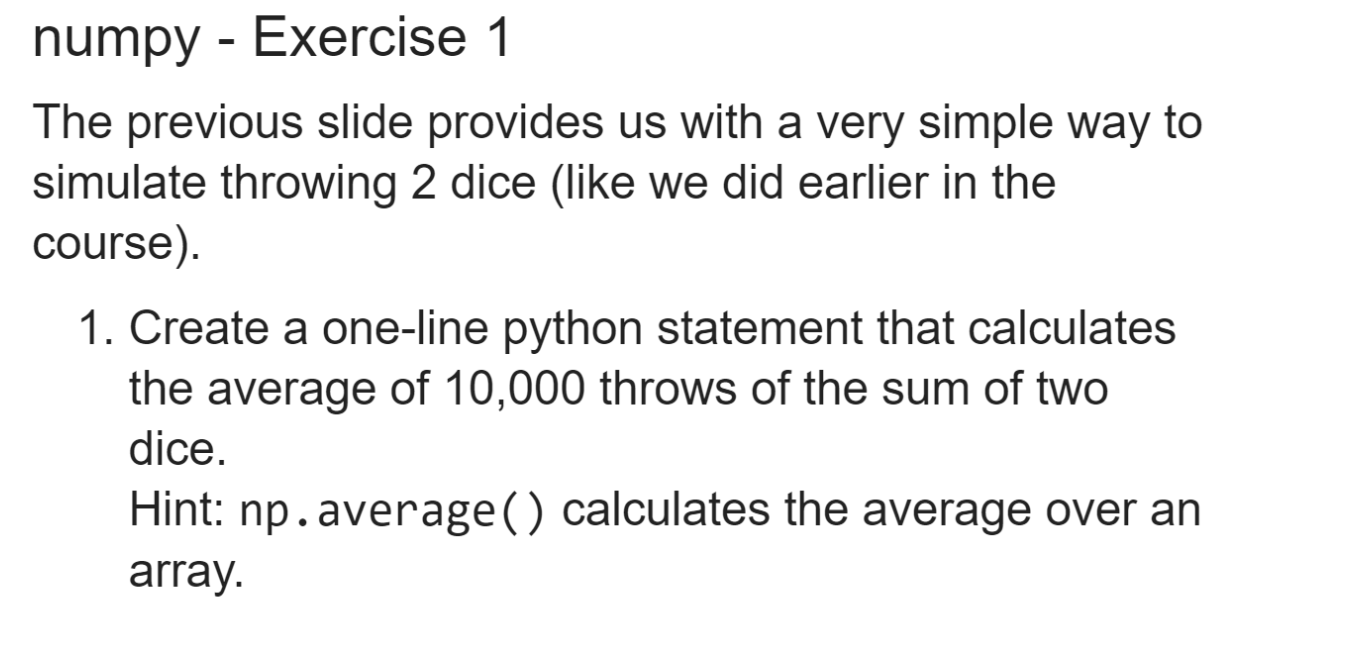 numpy - Exercise 1
The previous slide provides us with a very simple way to
simulate throwing 2 dice (like we did earlier in the
course).
1. Create a one-line python statement that calculates
the average of 10,000 throws of the sum of two
dice.
Hint: np.average() calculates the average over an
array.